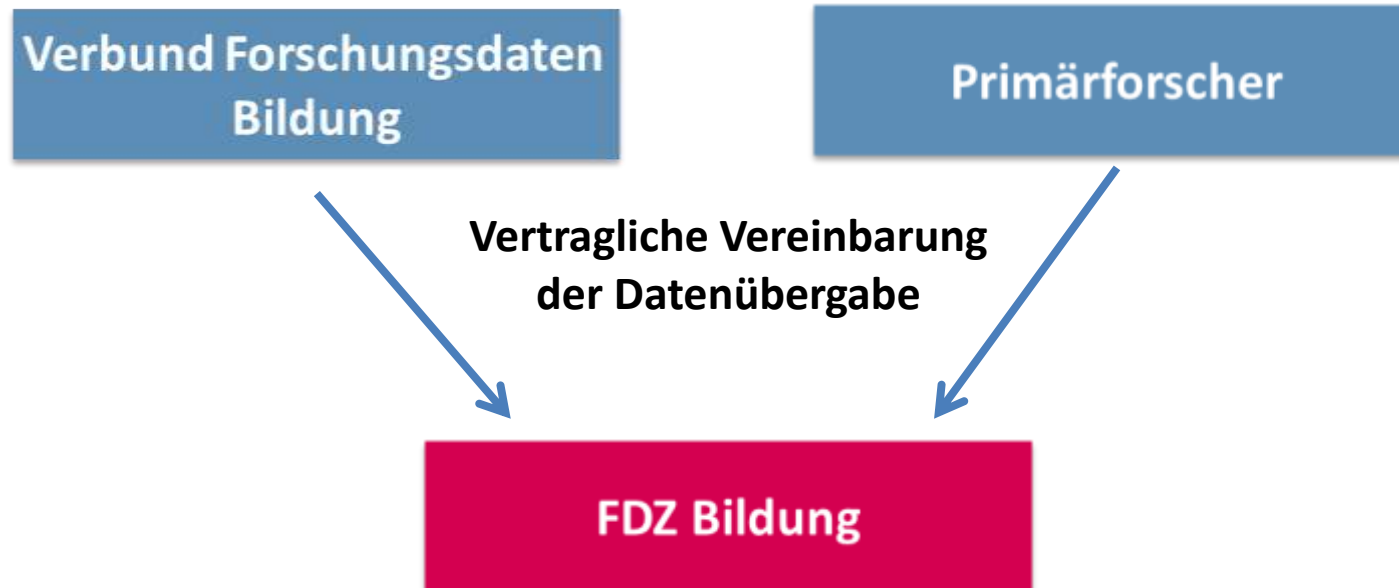 Verbund Forschungsdaten
Bildung
Primärforscher
Vertragliche Vereinbarung
der Datenübergabe
FDZ Bildung